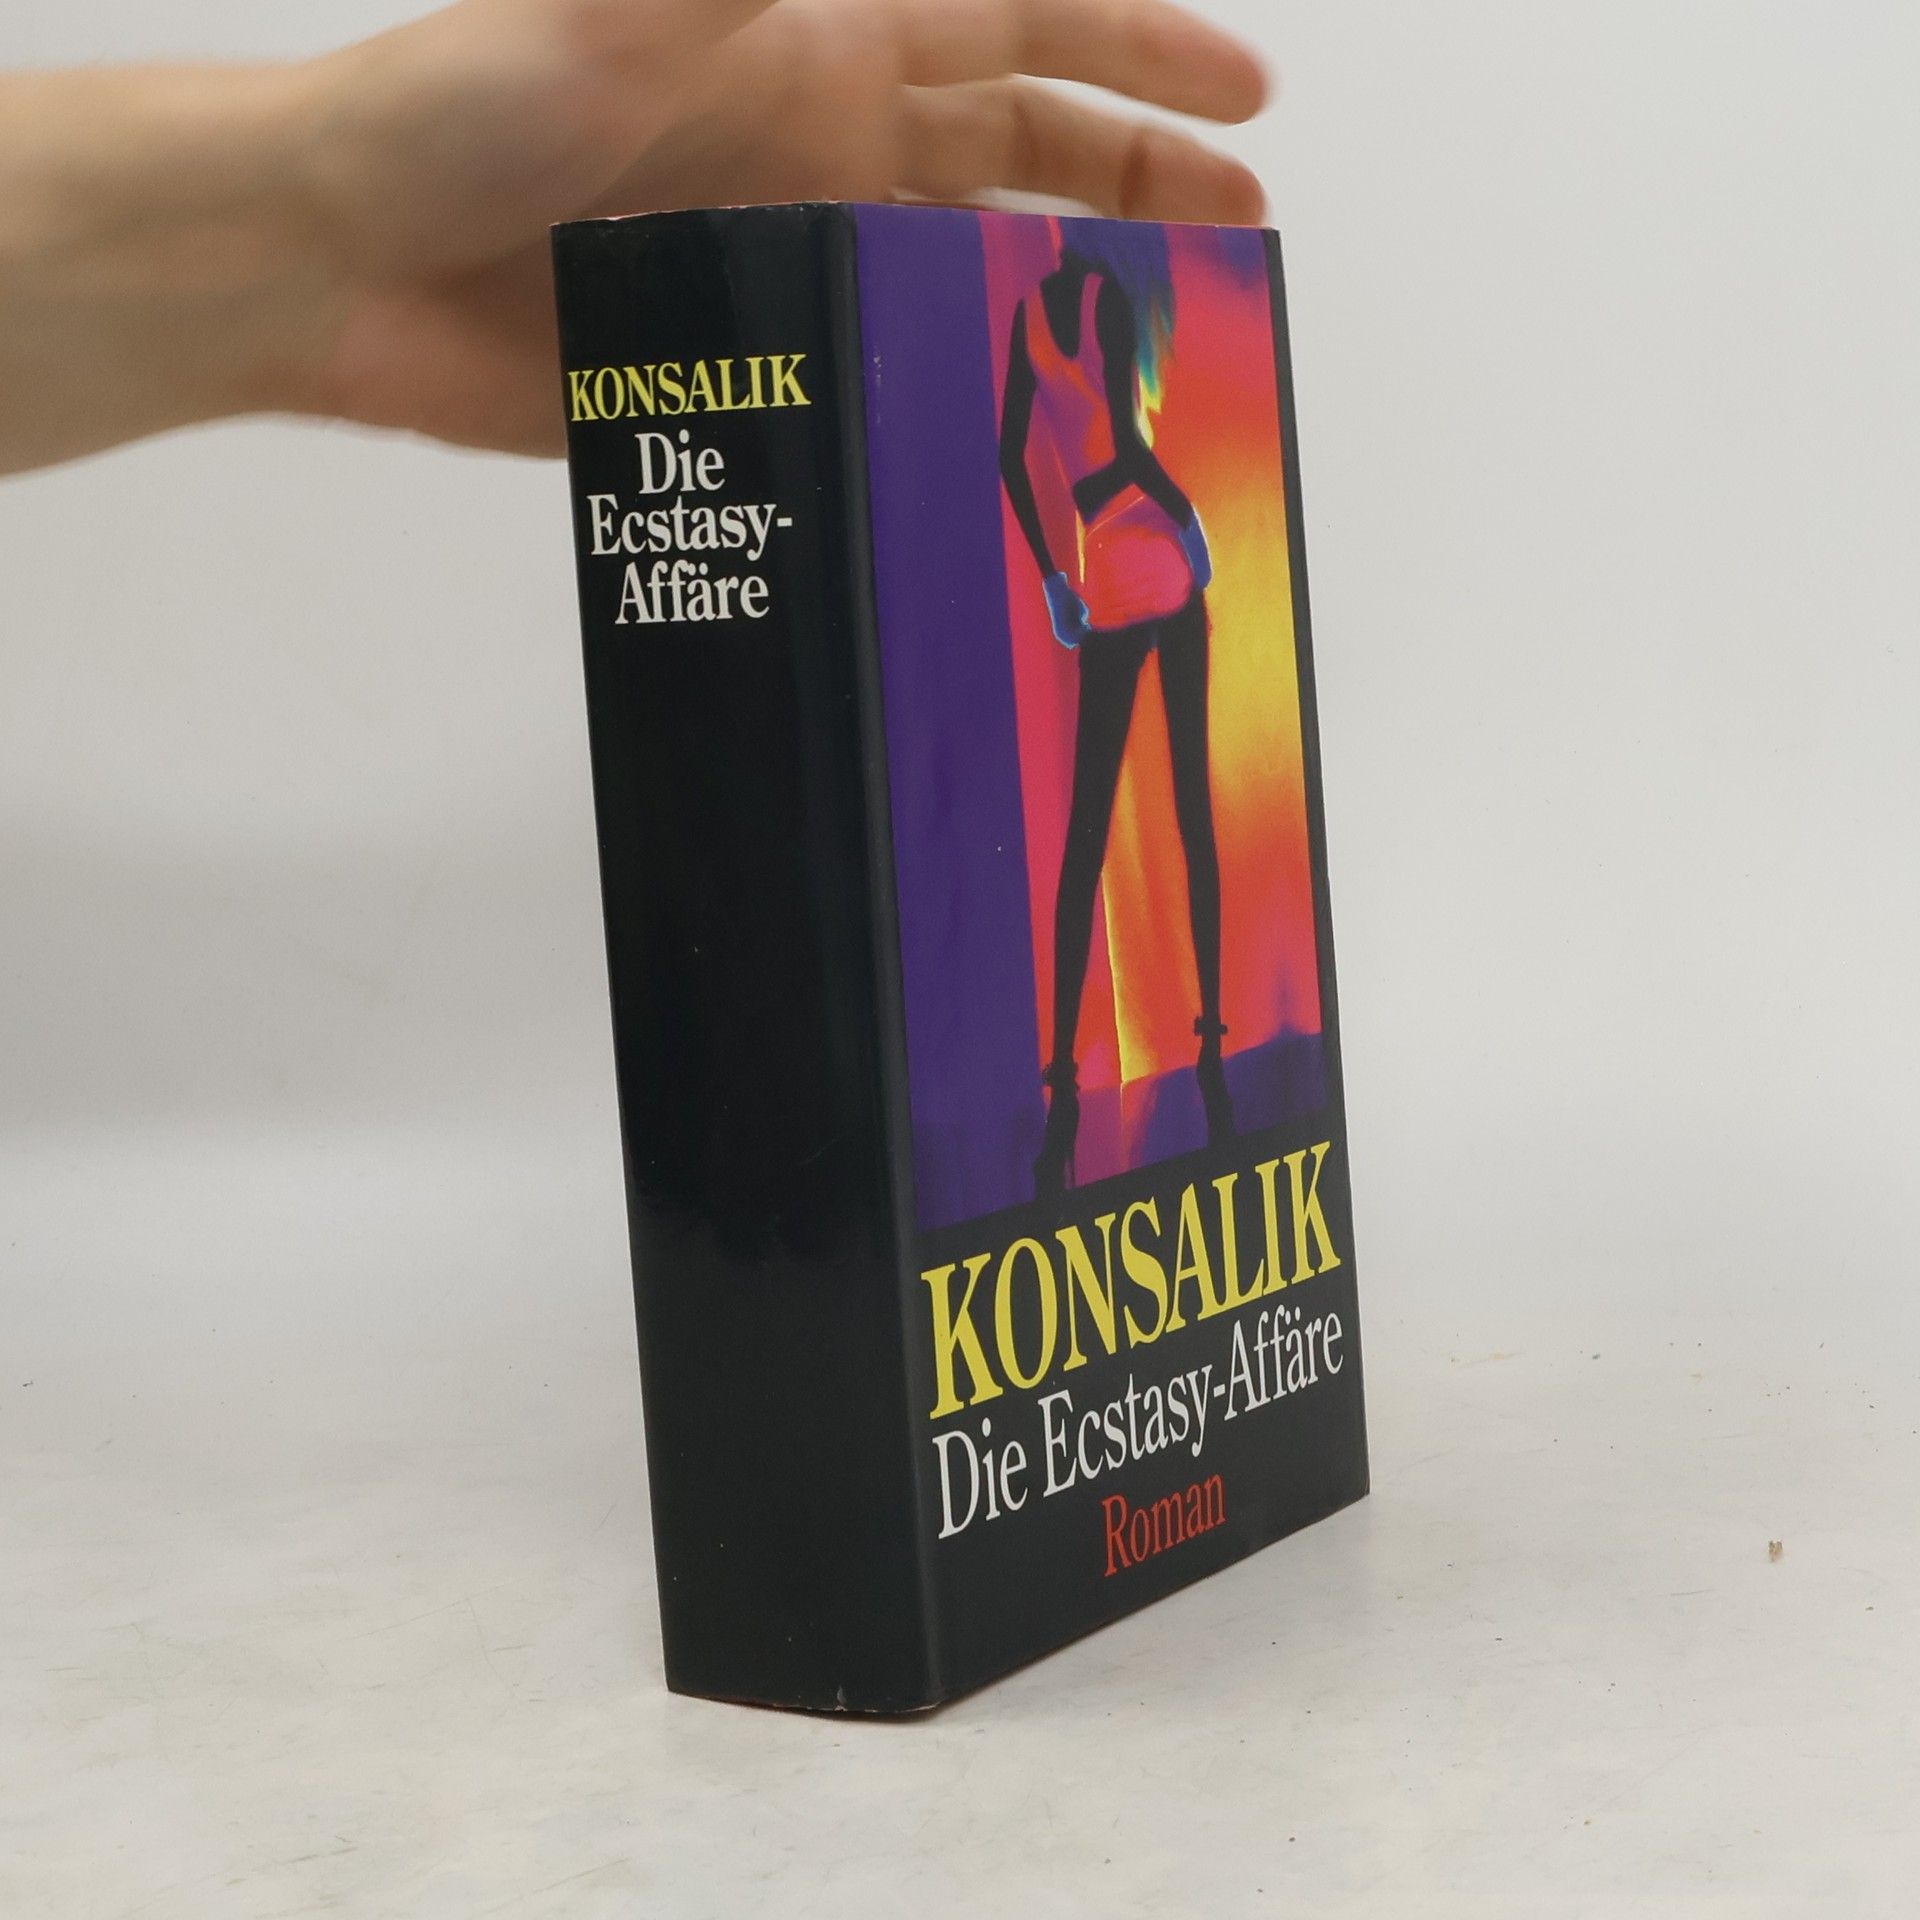 KONSALIK
Die
Ecstasy-
Affäre
KONSALIK
Die Ecstasy-Affäre
Roman